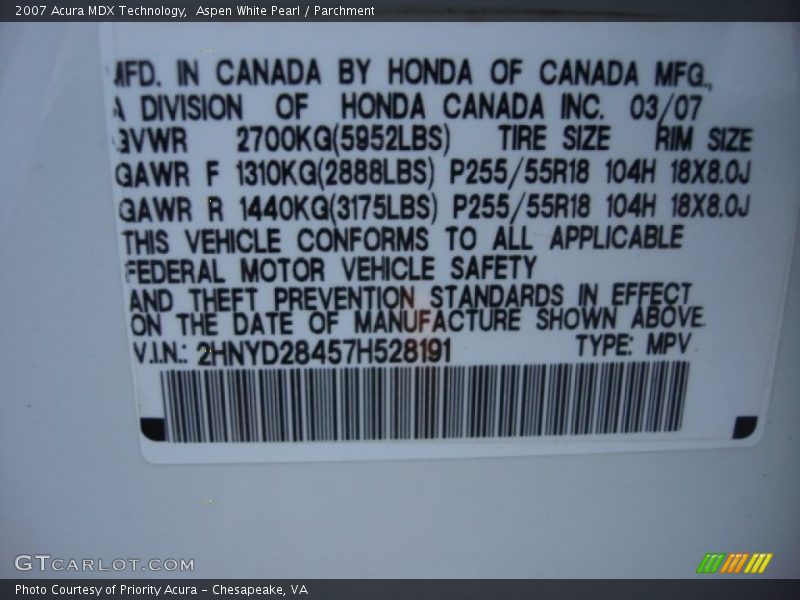 2007 Acura MDX Technology,  Aspen White Pearl / Parchment
MFD. IN CANADA BY HONDA OF CANADA MFG.,
A DIVISION OF HONDA CANADA INC. 03/07
GVWR 2700KG(5952LBS) TIRE SIZE RIM SIZE
GAWR F 1310KG(2888LBS) P255/55R18 104H 18X8.0J
GAWR R 1440KG(3175LBS) P255/55R18 104H 18X8.0J
THIS VEHICLE CONFORMS TO ALL APPLICABLE
FEDERAL MOTOR VEHICLE SAFETY
AND THEFT PREVENTION STANDARDS IN EFFECT
ON THE DATE OF MANUFACTURE SHOWN ABOVE.
V.I.N.: 2HNYD28457H528191 TYPE: MPV
GTCARLOT.COM
Photo Courtesy of Priority Acura – Chesapeake, VA